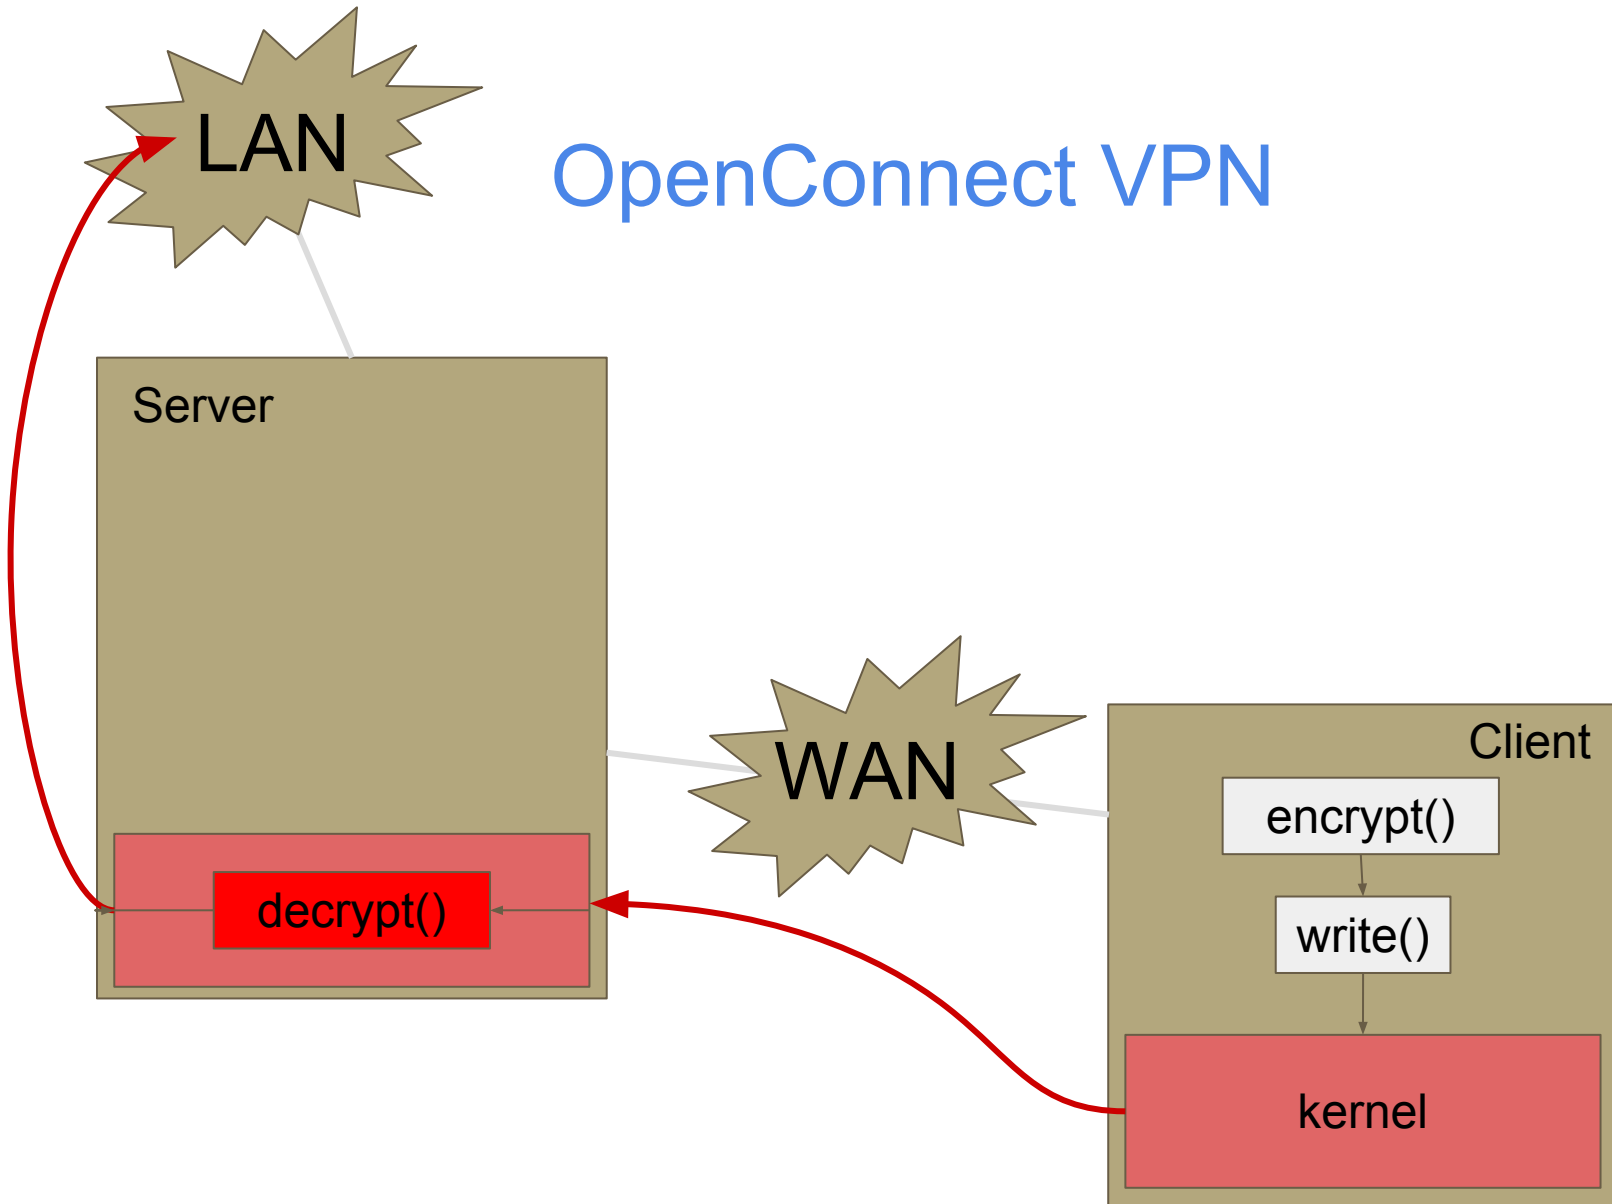 LAN
OpenConnect VPN
Server
WAN
Client
encrypt()
decrypt()
write()
kernel